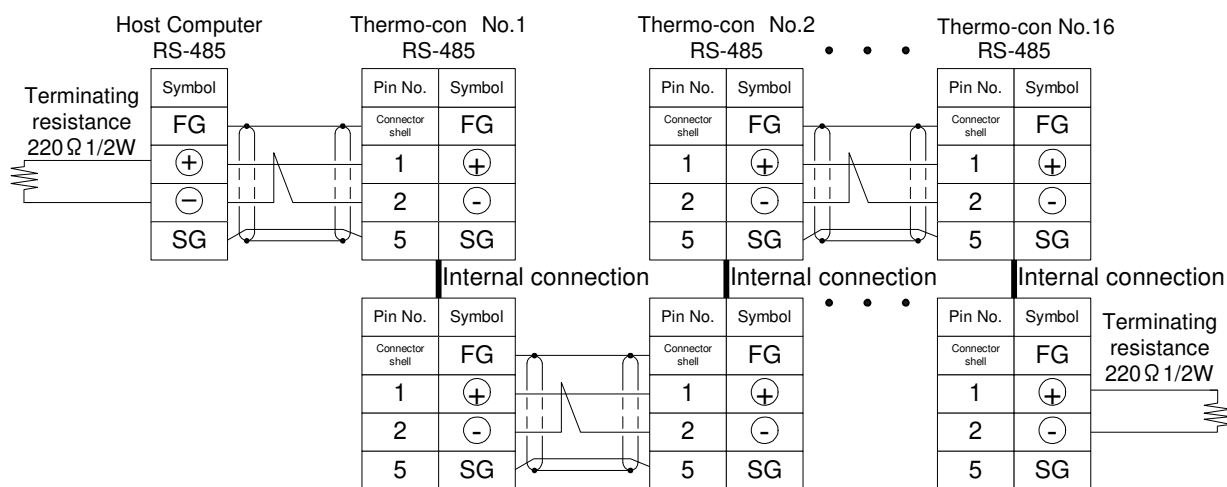 Host Computer
RS-485
Thermo-con No.1
RS-485
Thermo-con No.2
RS-485
• • •
Thermo-con No.16
RS-485
Terminating
resistance
220Ω1/2W
Symbol
FG
+
−
SG
Pin No. Symbol
Connector
shell
FG
1 +
2 -
5 SG
Pin No. Symbol
Connector
shell
FG
1 +
2 -
5 SG
Pin No. Symbol
Connector
shell
FG
1 +
2 -
5 SG
Internal connection
Internal connection
• • •
Internal connection
Pin No. Symbol
Connector
shell
FG
1 +
2 -
5 SG
Pin No. Symbol
Connector
shell
FG
1 +
2 -
5 SG
Pin No. Symbol
Connector
shell
FG
1 +
2 -
5 SG
Terminating
resistance
220Ω1/2W